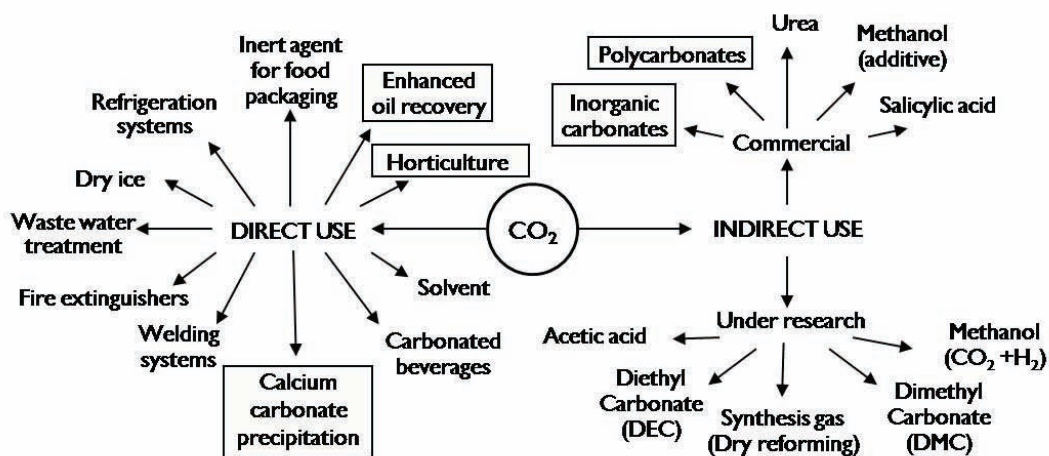 Inert agent
for food
packaging
Enhanced
oil recovery
Refrigeration
systems
Horticulture
Dry ice
Waste water
treatment
DIRECT USE
Fire extinguishers
Solvent
Welding
systems
Carbonated
beverages
Calcium
carbonate
precipitation
CO₂
Urea
Methanol
(additive)
Polycarbonates
Inorganic
carbonates
Salicylic acid
Commercial
INDIRECT USE
Under research
Acetic acid
Methanol
(CO₂ +H₂)
Diethyl
Carbonate
(DEC)
Synthesis gas
(Dry reforming)
Dimethyl
Carbonate
(DMC)